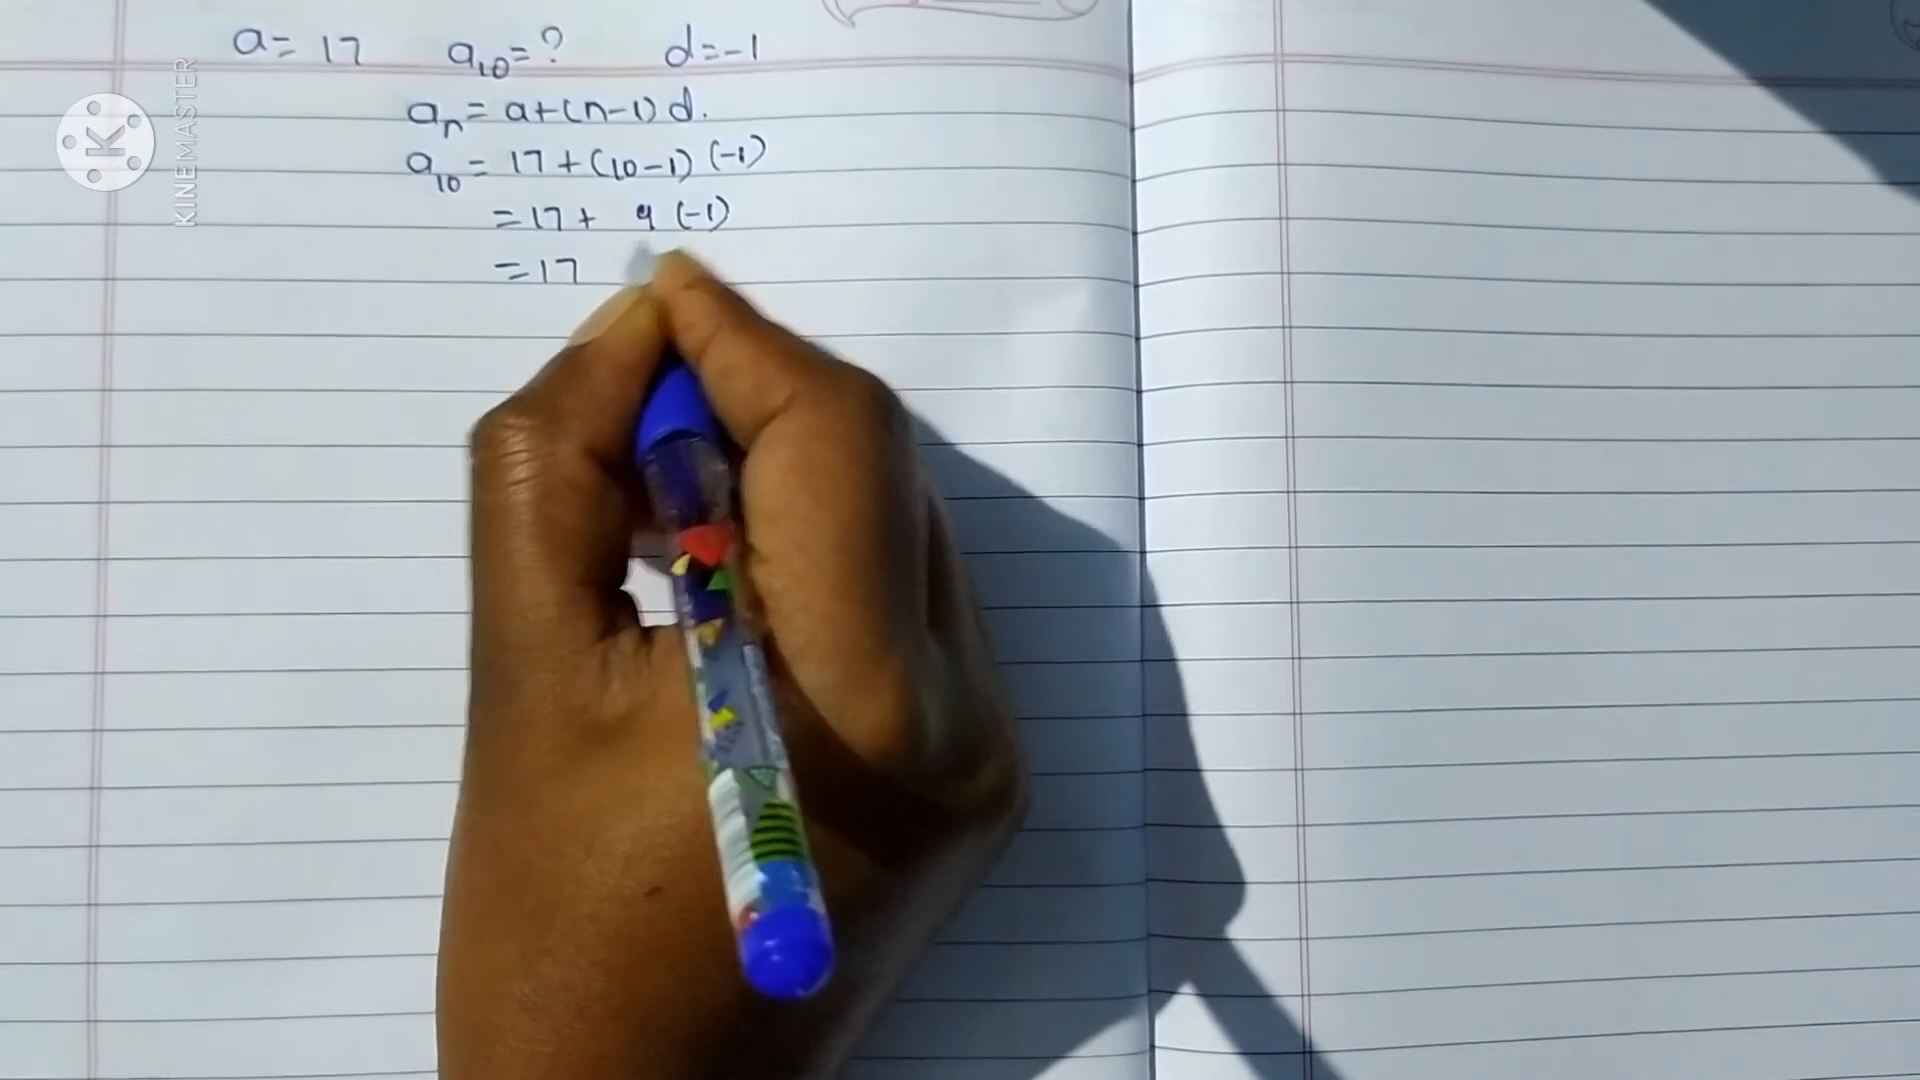 a = 17 a₁₀ = ? d = -1
aₙ = a+(n-1) d.
a₁₀ = 17 + (10-1) (-1)
= 17 + 9 (-1)
= 17
KINEMASTER